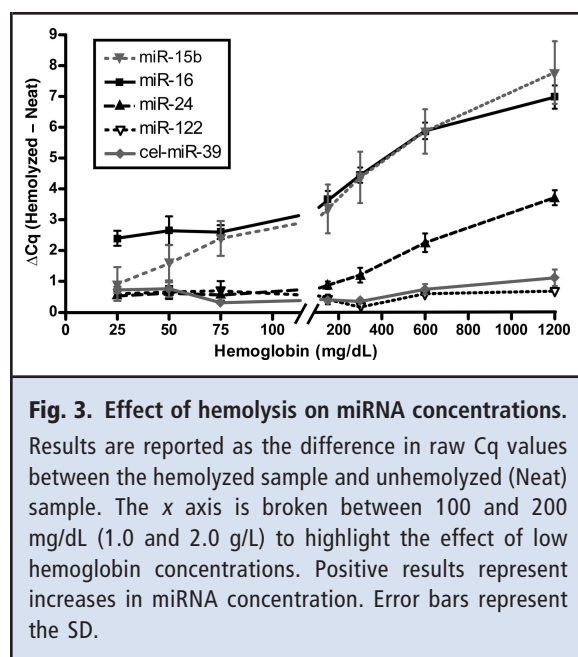 9
8
7
6
5
4
3
2
1
0
ΔCq (Hemolyzed – Neat)
miR-15b
miR-16
miR-24
miR-122
cel-miR-39
0 25 50 75 100 200 400 600 800 1000 1200
Hemoglobin (mg/dL)
Fig. 3. Effect of hemolysis on miRNA concentrations.
Results are reported as the difference in raw Cq values
between the hemolyzed sample and unhemolyzed (Neat)
sample. The x axis is broken between 100 and 200
mg/dL (1.0 and 2.0 g/L) to highlight the effect of low
hemoglobin concentrations. Positive results represent
increases in miRNA concentration. Error bars represent
the SD.